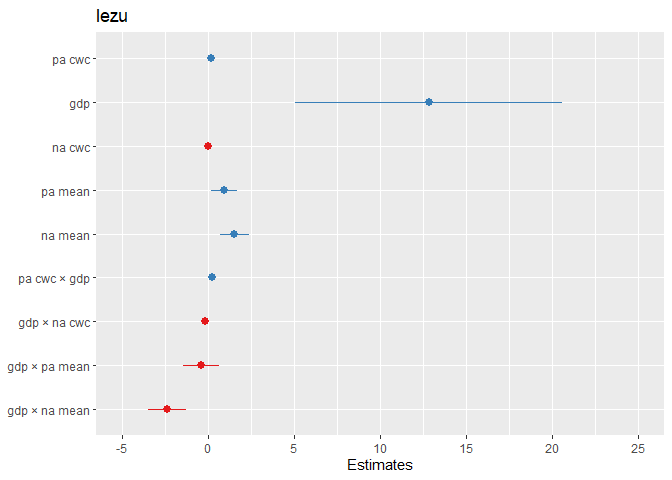 lezu
pa cwc
gdp
na cwc
pa mean
na mean
pa cwc × gdp
gdp × na cwc
gdp × pa mean
gdp × na mean
-5 0 5 10 15 20 25
Estimates